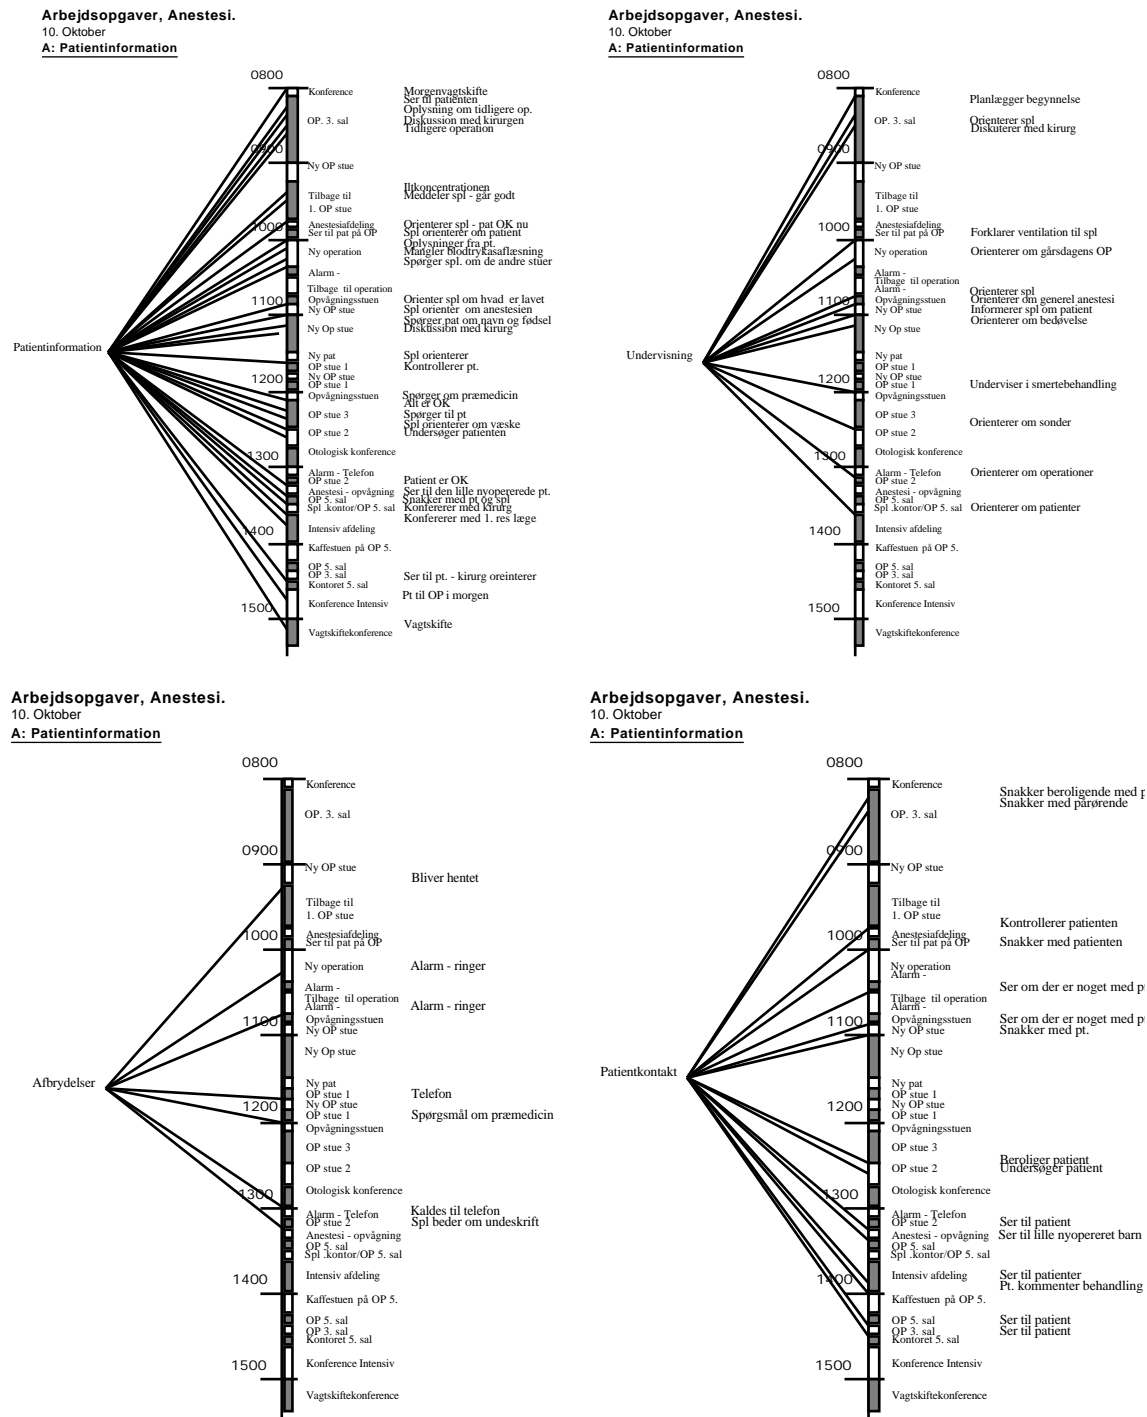 Arbejdsopgaver, Anestesi.
10. Oktober
A: Patientinformation
0800
Konference Morgenvagtskifte
Ser til patienten
Oplysning om tidligere op.
OP. 3. sal Diskussion med kirurgen
Tidligere operation
0900
Ny OP stue
Iltkoncentrationen
Tilbage til Meddeler spl - går godt
1. OP stue
1000
Anestesiafdeling Orienterer spl - pat OK nu
Ser til pat på OP Spl orienterer om patient
Oplysninger fra pt.
Ny operation Mangler blodtryksaflæsning
Spørger spl. om de andre stuer
Alarm -
Tilbage til operation
1100
Opvågningsstuen Orienter spl om hvad er lavet
Ny OP stue Spl orienter om anestesien
Spørger pat om navn og fødsel
Ny Op stue Diskussion med kirurg
Patientinformation
Ny pat Spl orienterer
OP stue 1 Kontrollerer pt.
1200
Ny OP stue
OP stue 1
Opvågningsstuen Spørger om præmedicin
Alt er OK
OP stue 3 Spørger til pt
Spl orienterer om væske
OP stue 2 Undersøger patienten
Otologisk konference
1300
Alarm - Telefon
OP stue 2 Patient er OK
Anestesi - opvågning Ser til den lille nyopererede pt.
OP 5. sal Snakker med pt og spl
Spl .kontor/OP 5. sal Konfererer med kirurg
Konfererer med 1. res læge
1400
Intensiv afdeling
Kaffestuen på OP 5.
OP 5. sal
OP 3. sal Ser til pt. - kirurg oreinterer
Kontoret 5. sal
Pt til OP i morgen
1500
Konference Intensiv
Vagtskifte
Vagtskiftekonference
Arbejdsopgaver, Anestesi.
10. Oktober
A: Patientinformation
0800
Konference
Planlægger begynnelse
OP. 3. sal Orienterer spl
Diskuterer med kirurg
0900
Ny OP stue
Tilbage til
1. OP stue
1000
Anestesiafdeling
Ser til pat på OP Forklarer ventilation til spl
Ny operation Orienterer om gårsdagens OP
Alarm -
Tilbage til operation
Alarm - Orienterer spl
1100
Opvågningsstuen Orienterer om generel anestesi
Ny OP stue Informerer spl om patient
Orienterer om bedøvelse
Ny Op stue
Undervisning
Ny pat
OP stue 1
1200
Ny OP stue
OP stue 1 Underviser i smertebehandling
Opvågningsstuen
OP stue 3
Orienterer om sonder
OP stue 2
Otologisk konference
1300
Alarm - Telefon Orienterer om operationer
OP stue 2
Anestesi - opvågning
OP 5. sal
Spl .kontor/OP 5. sal Orienterer om patienter
1400
Intensiv afdeling
Kaffestuen på OP 5.
OP 5. sal
OP 3. sal
Kontoret 5. sal
1500
Konference Intensiv
Vagtskiftekonference
Arbejdsopgaver, Anestesi.
10. Oktober
A: Patientinformation
0800
Konference
OP. 3. sal
0900
Ny OP stue
Bliver hentet
Tilbage til
1. OP stue
1000
Anestesiafdeling
Ser til pat på OP
Ny operation Alarm - ringer
Alarm -
Tilbage til operation
Alarm - Alarm - ringer
1100
Opvågningsstuen
Ny OP stue
Ny Op stue
Afbrydelser
Ny pat
OP stue 1 Telefon
1200
Ny OP stue
OP stue 1 Spørgsmål om præmedicin
Opvågningsstuen
OP stue 3
OP stue 2
Otologisk konference
1300
Kaldes til telefon
Alarm - Telefon
OP stue 2 Spl beder om undeskrift
Anestesi - opvågning
OP 5. sal
Spl .kontor/OP 5. sal
1400
Intensiv afdeling
Kaffestuen på OP 5.
OP 5. sal
OP 3. sal
Kontoret 5. sal
1500
Konference Intensiv
Vagtskiftekonference
Arbejdsopgaver, Anestesi.
10. Oktober
A: Patientinformation
0800
Konference
Snakker beroligende med p
Snakker med pårørende
OP. 3. sal
0900
Ny OP stue
Tilbage til
1. OP stue
Kontrollerer patienten
1000
Anestesiafdeling
Ser til pat på OP Snakker med patienten
Ny operation
Alarm -
Ser om der er noget med pt
Tilbage til operation
Alarm -
1100
Opvågningsstuen Ser om der er noget med pt
Ny OP stue Snakker med pt.
Ny Op stue
Patientkontakt
Ny pat
OP stue 1
1200
Ny OP stue
OP stue 1
Opvågningsstuen
OP stue 3
Beroliger patient
OP stue 2 Undersøger patient
Otologisk konference
1300
Alarm - Telefon
OP stue 2 Ser til patient
Anestesi - opvågning Ser til lille nyopereret barn
OP 5. sal
Spl .kontor/OP 5. sal
1400
Intensiv afdeling Ser til patienter
Pt. kommenter behandling
Kaffestuen på OP 5.
OP 5. sal Ser til patient
OP 3. sal Ser til patient
Kontoret 5. sal
1500
Konference Intensiv
Vagtskiftekonference